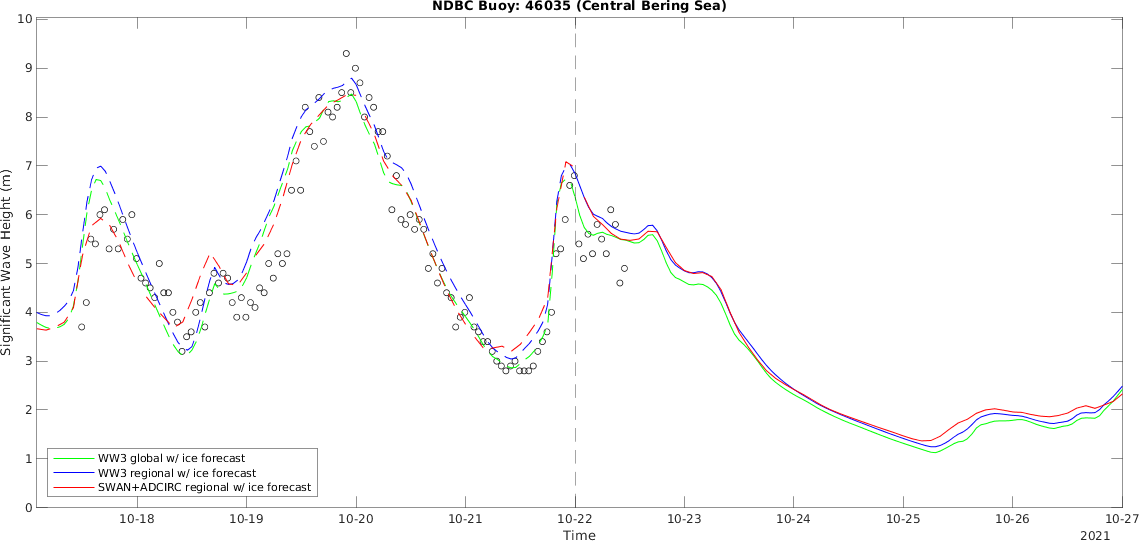 NDBC Buoy: 46035 (Central Bering Sea)
10
9
8
7
6
5
4
3
2
1
0
Significant Wave Height (m)
WW3 global w/ ice forecast
WW3 regional w/ ice forecast
SWAN+ADCIRC regional w/ ice forecast
10-18 10-19 10-20 10-21 10-22 10-23 10-24 10-25 10-26 10-27
Time
2021